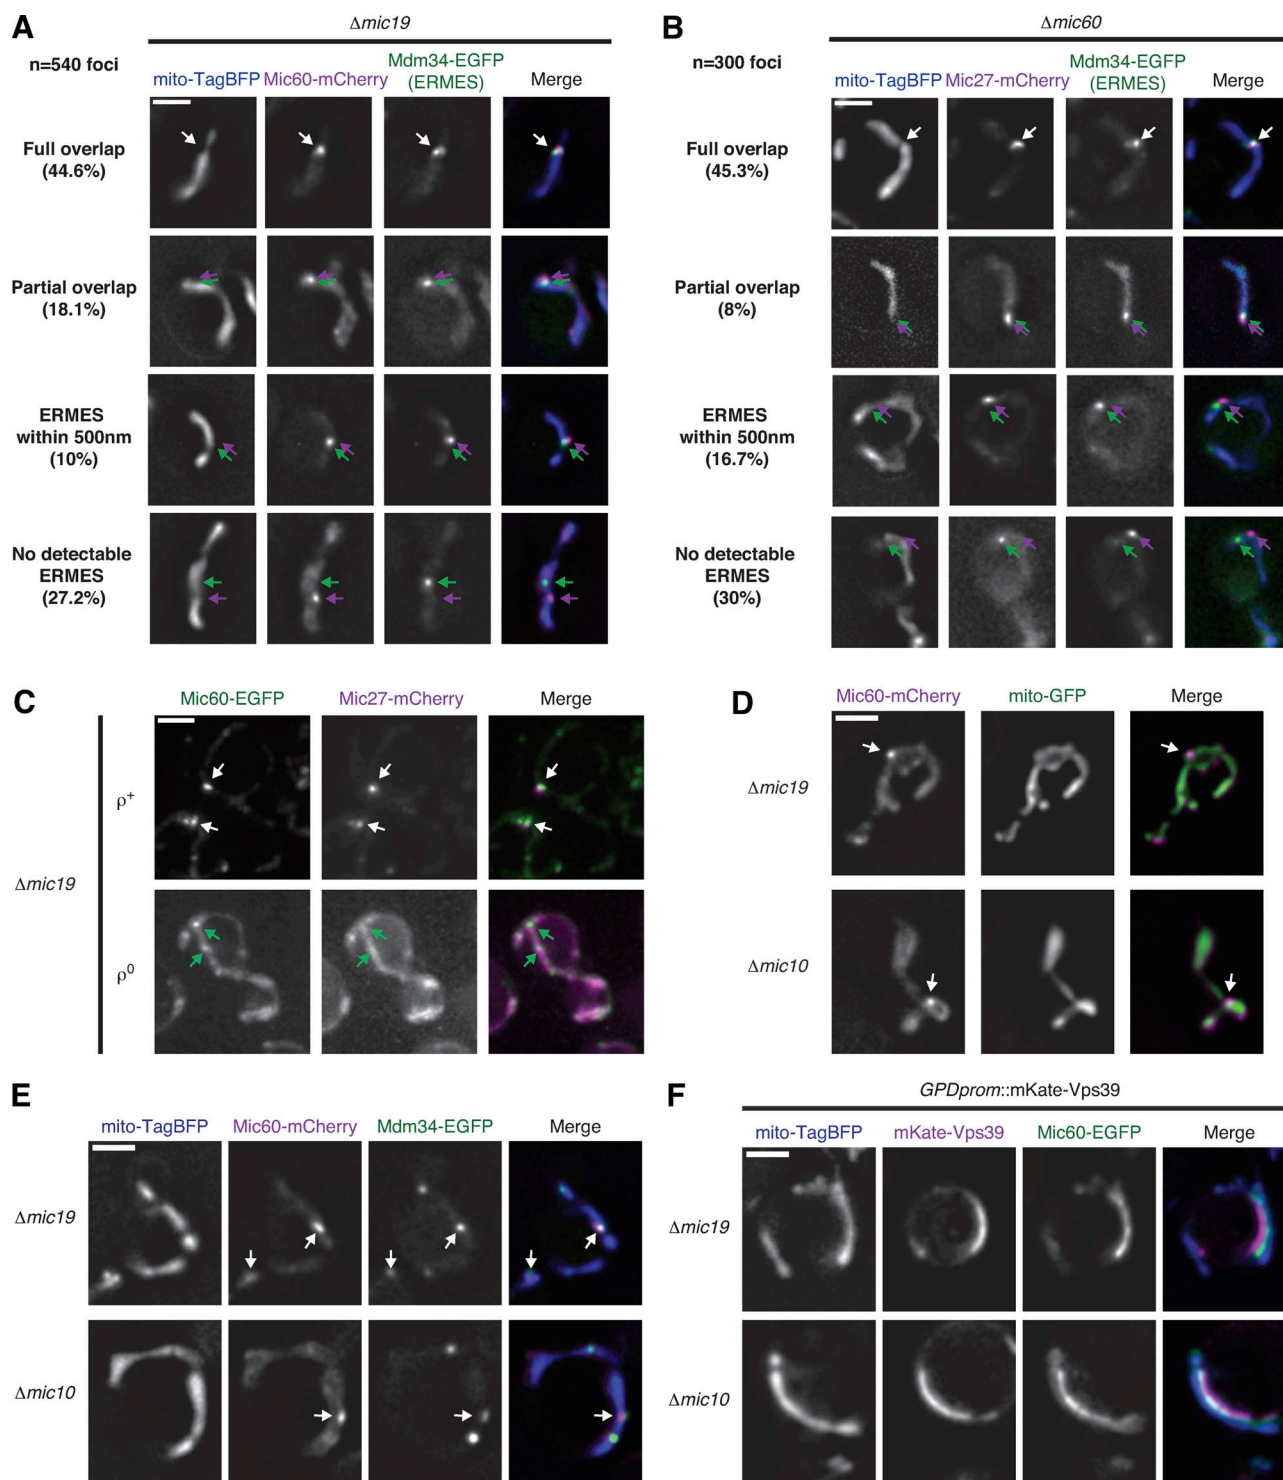 A
Δmic19
n=540 foci
mito-TagBFP
Mic60-mCherry
Mdm34-EGFP
(ERMES)
Merge
Full overlap
(44.6%)
Partial overlap
(18.1%)
ERMES
within 500nm
(10%)
No detectable
ERMES
(27.2%)
B
Δmic60
n=300 foci
mito-TagBFP
Mic27-mCherry
Mdm34-EGFP
(ERMES)
Merge
Full overlap
(45.3%)
Partial overlap
(8%)
ERMES
within 500nm
(16.7%)
No detectable
ERMES
(30%)
C
Mic60-EGFP
Mic27-mCherry
Merge
Δmic19
ρ+
ρ0
D
Mic60-mCherry
mito-GFP
Merge
Δmic19
Δmic10
E
mito-TagBFP
Mic60-mCherry
Mdm34-EGFP
Merge
Δmic19
Δmic10
F
GPDprom::mKate-Vps39
mito-TagBFP
mKate-Vps39
Mic60-EGFP
Merge
Δmic19
Δmic10